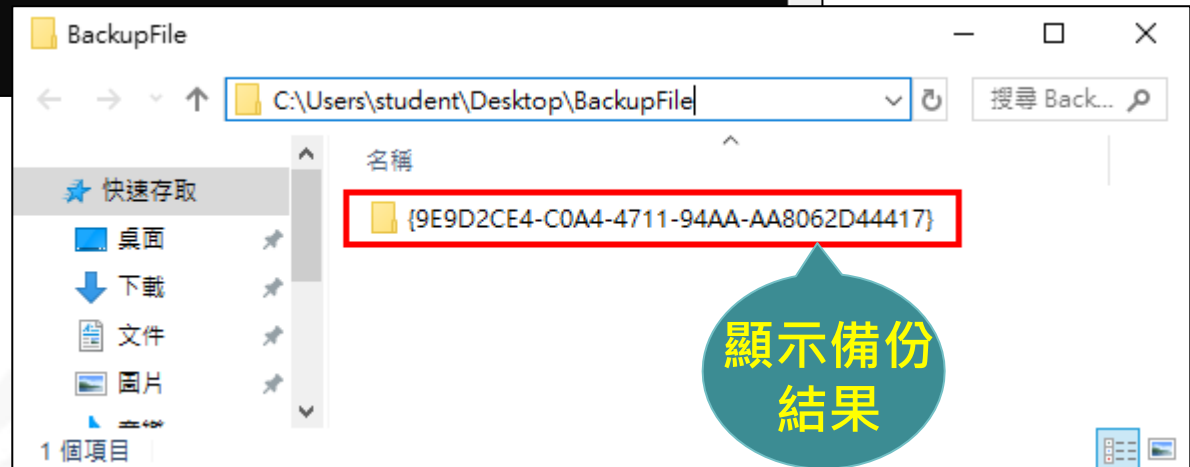 BackupFile
C:\Users\student\Desktop\BackupFile
搜尋 Back...
名稱
快速存取
{9E9D2CE4-C0A4-4711-94AA-AA8062D44417}
桌面
下載
文件
圖片
顯示備份
結果
1 個項目